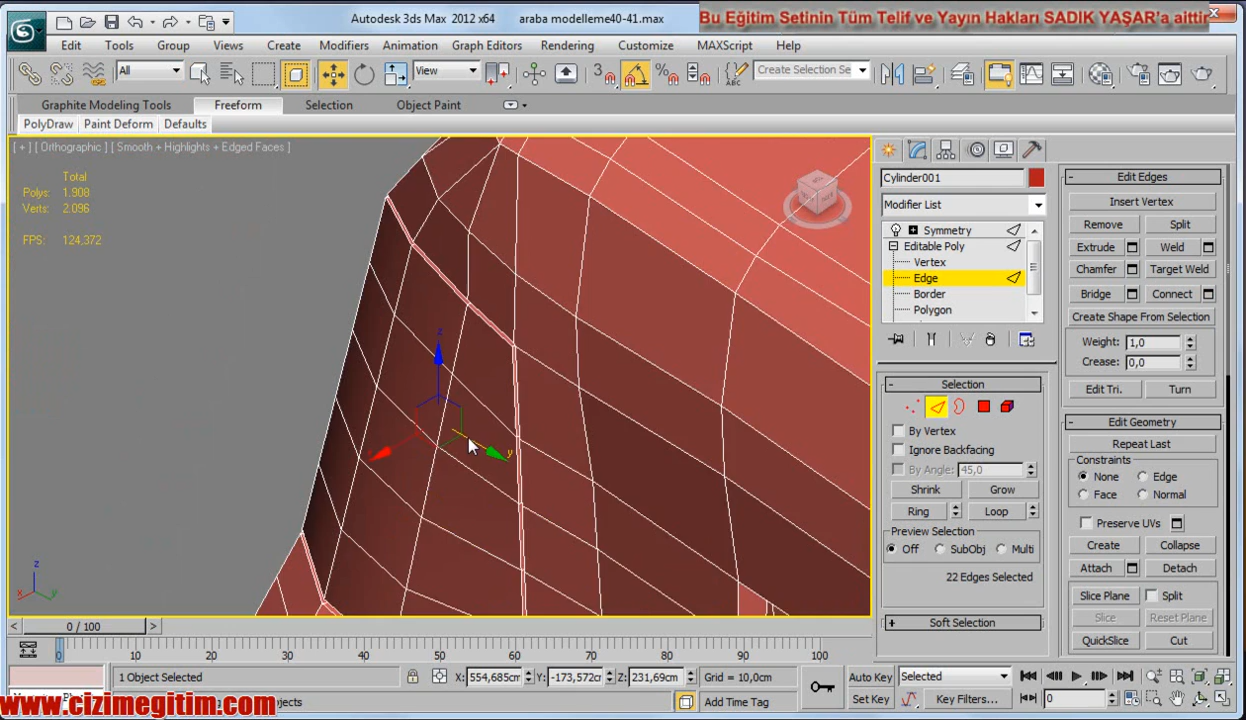 Autodesk 3ds Max 2012 x64 araba modelleme40-41.max
Bu Eğitim Setinin Tüm Telif ve Yayın Hakları SADIK YAŞAR'a aittir
Edit Tools Group Views Create Modifiers Animation Graph Editors Rendering Customize MAXScript Help
All View 3 Create Selection Se
Graphite Modeling Tools Freeform Selection Object Paint
PolyDraw Paint Deform Defaults
[ + ] [ Orthographic ] [ Smooth + Highlights + Edged Faces ]
Total
Polys: 1.908
Verts: 2.096
FPS: 124,372
z
y
z
x y
Cylinder001
Modifier List
Symmetry
Editable Poly
Vertex
Edge
Border
Polygon
Selection
By Vertex
Ignore Backfacing
By Angle: 45,0
Shrink Grow
Ring Loop
Preview Selection
Off SubObj Multi
22 Edges Selected
Soft Selection
Edit Edges
Insert Vertex
Remove Split
Extrude Weld
Chamfer Target Weld
Bridge Connect
Create Shape From Selection
Weight: 1,0
Crease: 0,0
Edit Tri. Turn
Edit Geometry
Repeat Last
Constraints
None Edge
Face Normal
Preserve UVs
Create Collapse
Attach Detach
Slice Plane Split
Slice Reset Plane
QuickSlice Cut
0 / 100
0 10 20 30 40 50 60 70 80 90 100
1 Object Selected X: 554,685cm Y: -173,572cm Z: 231,69cm Grid = 10,0cm Auto Key Selected
Add Time Tag Set Key Key Filters... 0
www.cizimegitim.com